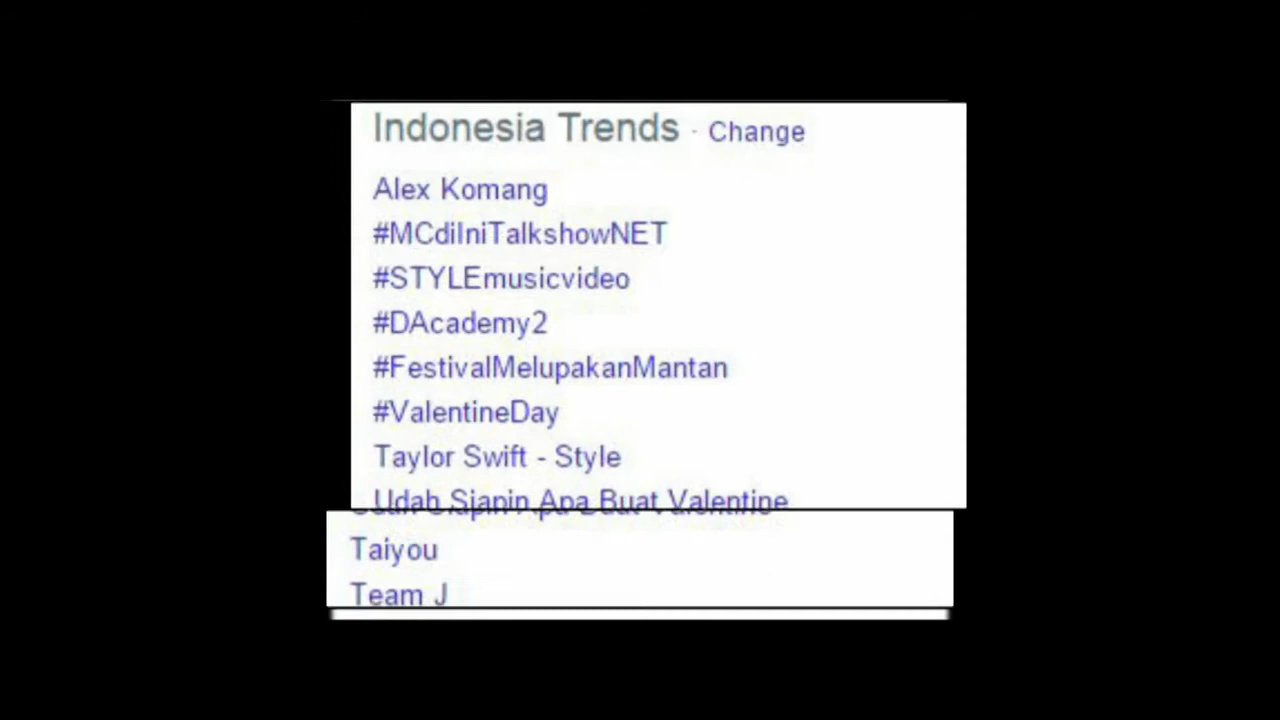 Indonesia Trends · Change
Alex Komang
#MCdiIniTalkshowNET
#STYLEmusicvideo
#DAcademy2
#FestivalMelupakanMantan
#ValentineDay
Taylor Swift - Style
Udah Siapin Apa Buat Valentine
Taiyou
Team J